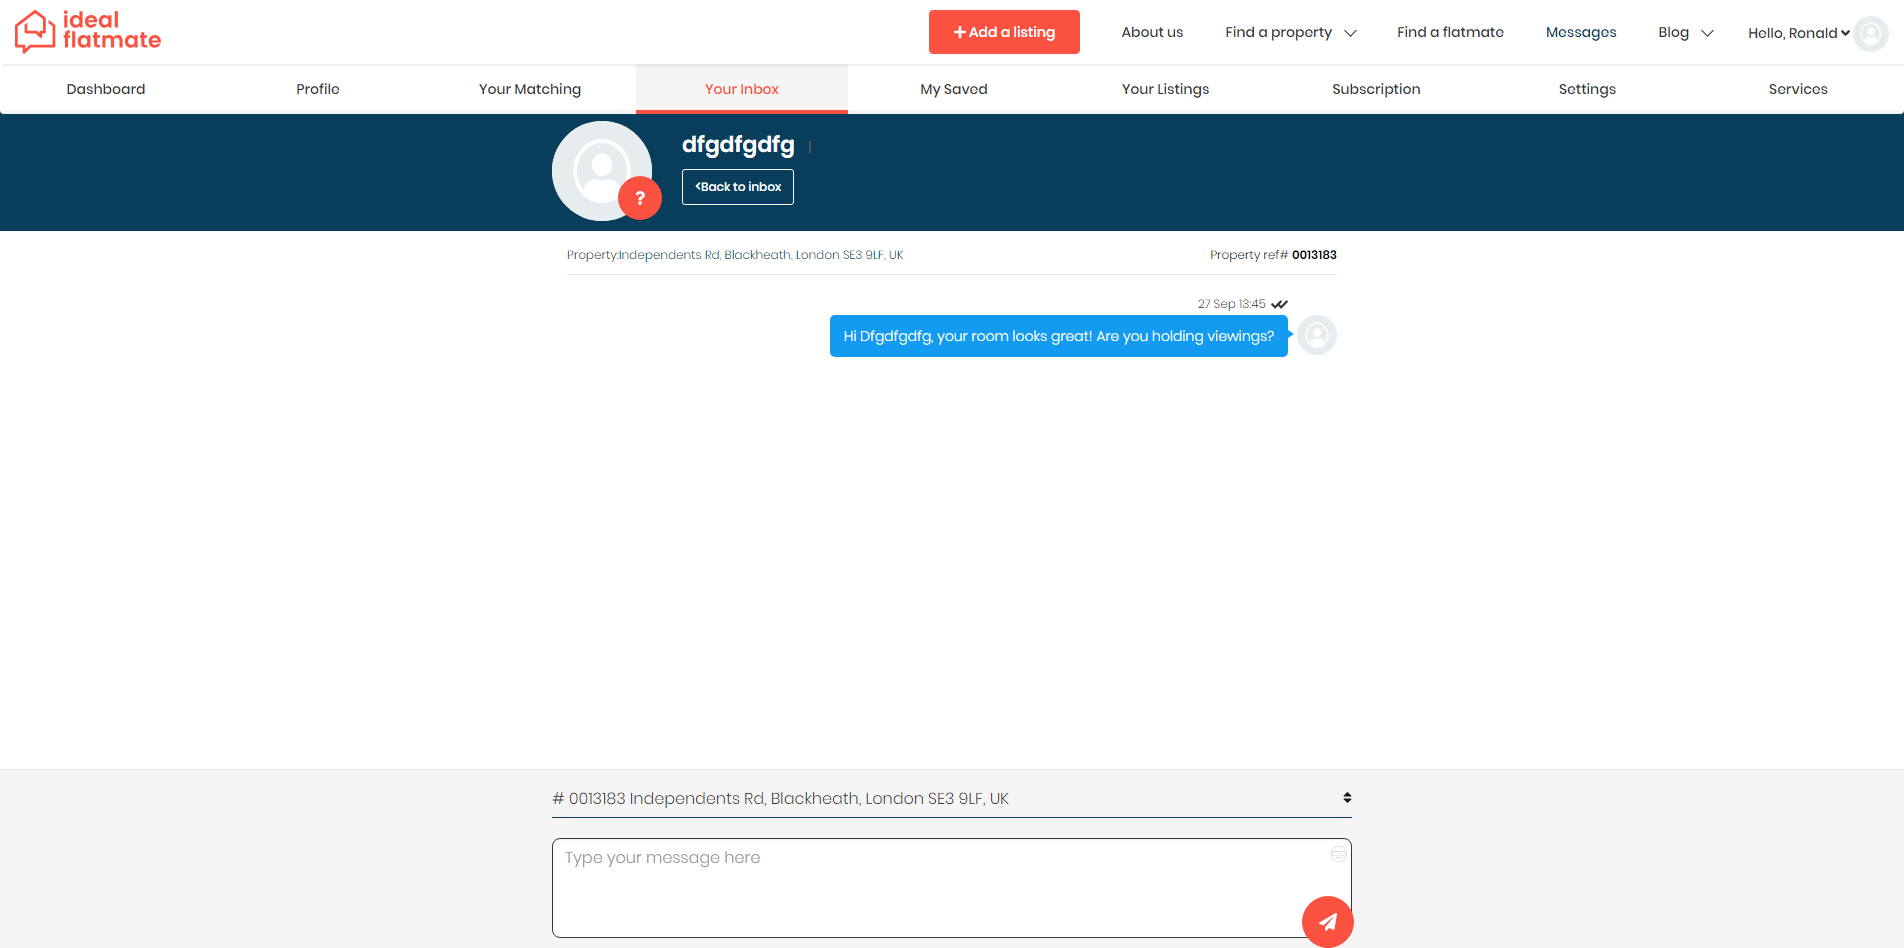 ideal
flatmate
Add a listing
About us
Find a property
Find a flatmate
Messages
Blog
Hello, Ronald
Dashboard
Profile
Your Matching
Your Inbox
My Saved
Your Listings
Subscription
Settings
Services
dfgdfgdfg |
?
Back to inbox
Property:Independents Rd, Blackheath, London SE3 9LF, UK
Property ref# 0013183
27 Sep 13:45
Hi Dfgdfgdfg, your room looks great! Are you holding viewings?
# 0013183 Independents Rd, Blackheath, London SE3 9LF, UK
Type your message here